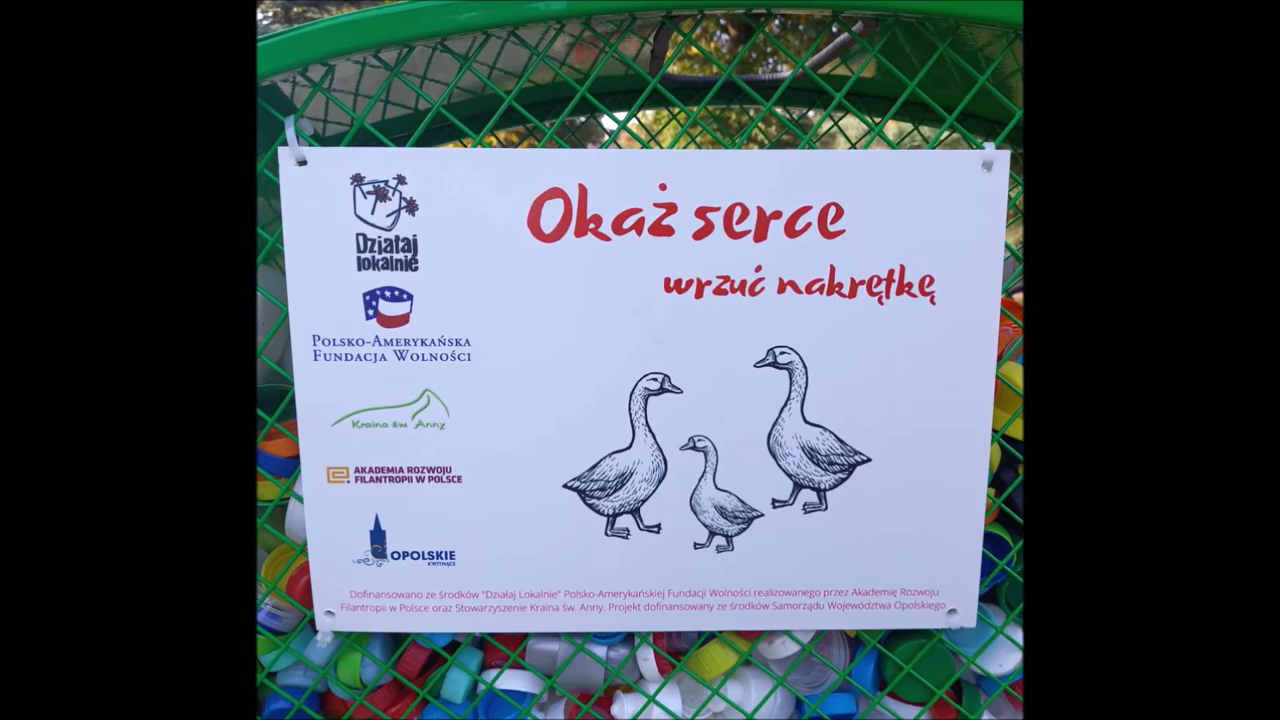 Działaj
lokalnie
Polsko-Amerykańska
Fundacja Wolności
Kraina św. Anny
AKADEMIA ROZWOJU
FILANTROPII W POLSCE
OPOLSKIE
KWITNĄCE
Okaż serce
wrzuć nakrętkę
Dofinansowano ze środków "Działaj Lokalnie" Polsko-Amerykańskiej Fundacji Wolności realizowanego przez Akademię Rozwoju
Filantropii w Polsce oraz Stowarzyszenie Kraina św. Anny. Projekt dofinansowany ze środków Samorządu Województwa Opolskiego.